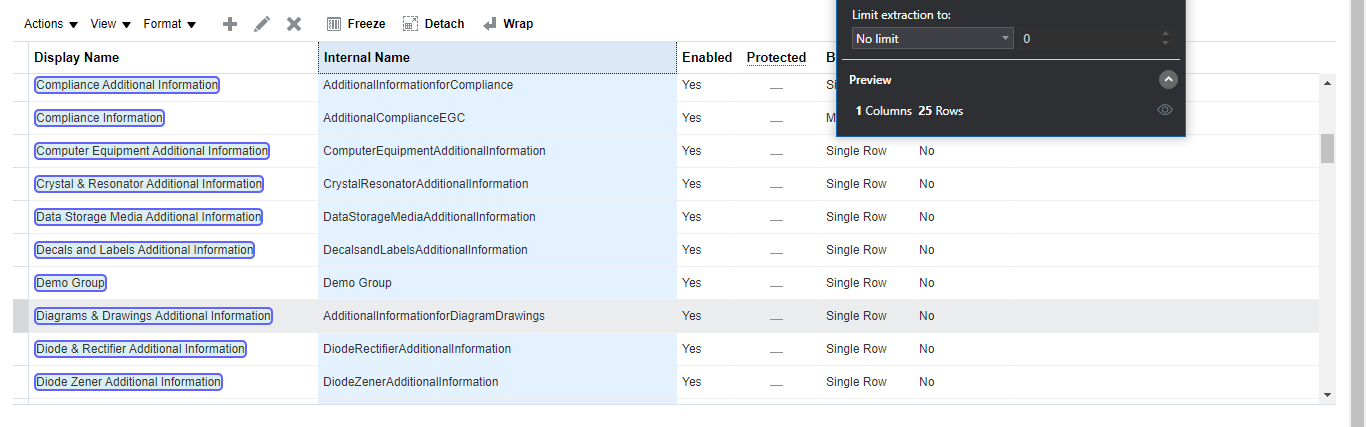 Actions View Format Freeze Detach Wrap
Limit extraction to:
No limit 0
Display Name Internal Name Enabled Protected B
Preview
Compliance Additional Information AdditionalInformationforCompliance Yes Si
1 Columns 25 Rows
Compliance Information AdditionalComplianceEGC Yes M
Computer Equipment Additional Information ComputerEquipmentAdditionalInformation Yes Single Row No
Crystal & Resonator Additional Information CrystalResonatorAdditionalInformation Yes Single Row No
Data Storage Media Additional Information DataStorageMediaAdditionalInformation Yes Single Row No
Decals and Labels Additional Information DecalsandLabelsAdditionalInformation Yes Single Row No
Demo Group Demo Group Yes Single Row No
Diagrams & Drawings Additional Information AdditionalInformationforDiagramDrawings Yes Single Row No
Diode & Rectifier Additional Information DiodeRectifierAdditionalInformation Yes Single Row No
Diode Zener Additional Information DiodeZenerAdditionalInformation Yes Single Row No